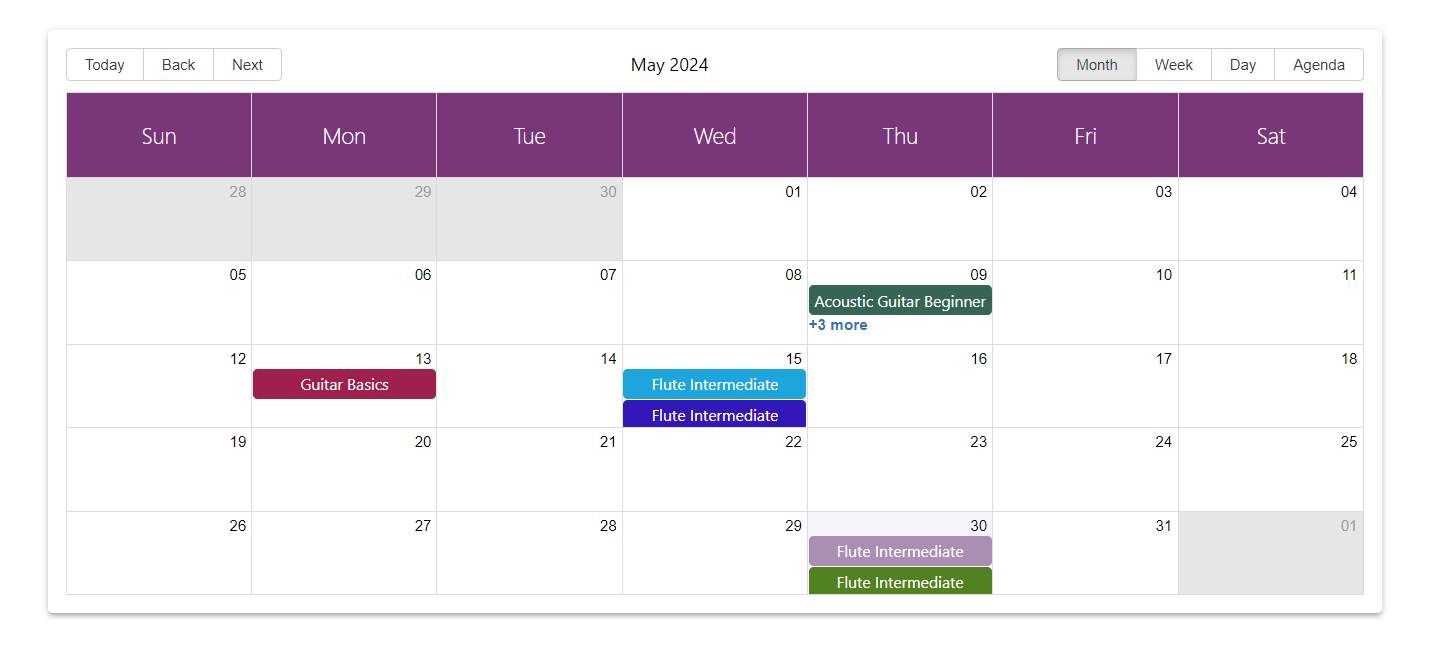 Today Back Next May 2024 Month Week Day Agenda
Sun Mon Tue Wed Thu Fri Sat
28 29 30 01 02 03 04
05 06 07 08 09 10 11
Acoustic Guitar Beginner
+3 more
12 13 14 15 16 17 18
Guitar Basics Flute Intermediate
Flute Intermediate
19 20 21 22 23 24 25
26 27 28 29 30 31 01
Flute Intermediate
Flute Intermediate